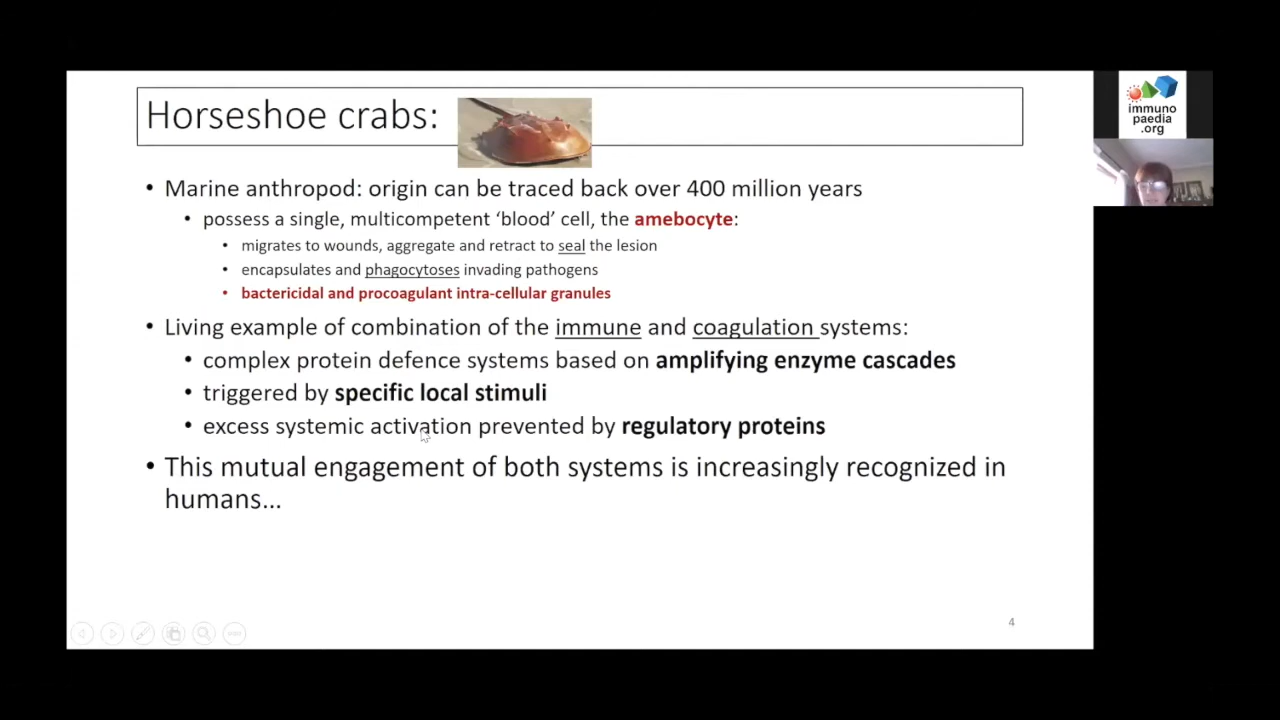 Horseshoe crabs:
• Marine anthropod: origin can be traced back over 400 million years
• possess a single, multicompetent ‘blood’ cell, the amebocyte:
• migrates to wounds, aggregate and retract to seal the lesion
• encapsulates and phagocytoses invading pathogens
• bactericidal and procoagulant intra-cellular granules
• Living example of combination of the immune and coagulation systems:
• complex protein defence systems based on amplifying enzyme cascades
• triggered by specific local stimuli
• excess systemic activation prevented by regulatory proteins
• This mutual engagement of both systems is increasingly recognized in
humans...
4
immuno
paedia
.org